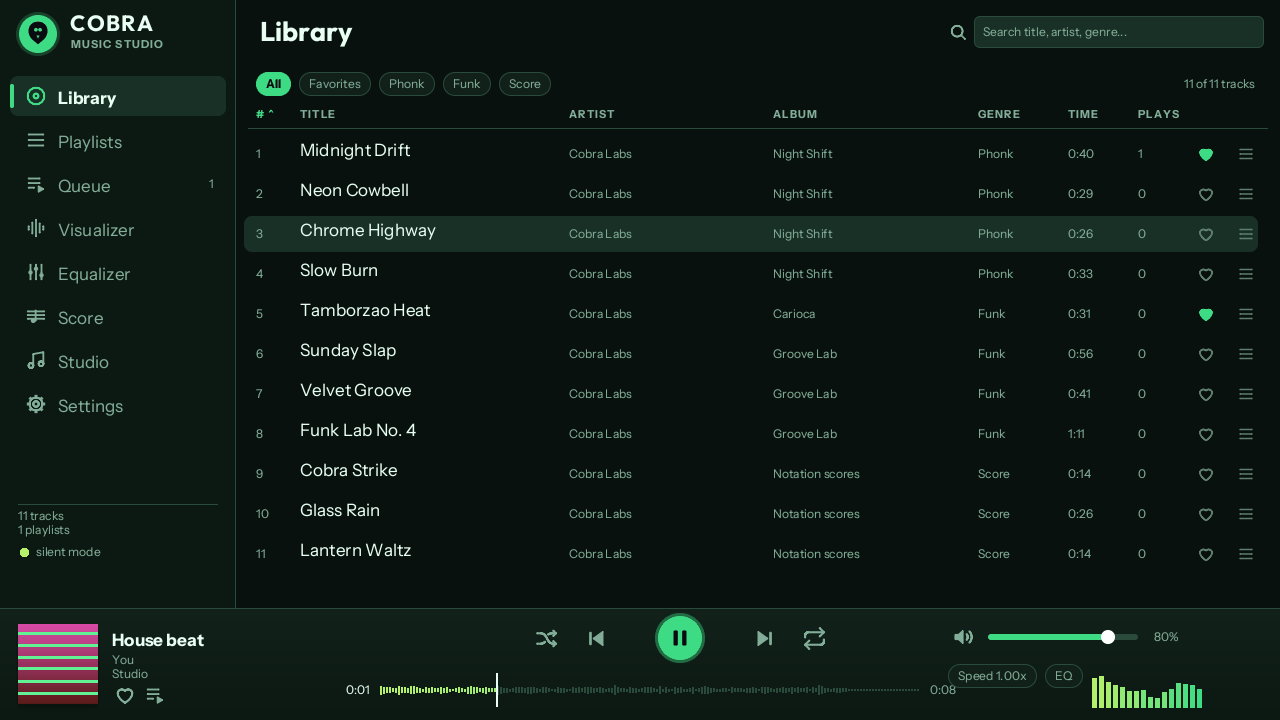 COBRA
MUSIC STUDIO
Library
Playlists
Queue 1
Visualizer
Equalizer
Score
Studio
Settings
11 tracks
1 playlists
silent mode
Library
Search title, artist, genre...
All Favorites Phonk Funk Score 11 of 11 tracks
# ^ TITLE ARTIST ALBUM GENRE TIME PLAYS
1 Midnight Drift Cobra Labs Night Shift Phonk 0:40 1
2 Neon Cowbell Cobra Labs Night Shift Phonk 0:29 0
3 Chrome Highway Cobra Labs Night Shift Phonk 0:26 0
4 Slow Burn Cobra Labs Night Shift Phonk 0:33 0
5 Tamborzao Heat Cobra Labs Carioca Funk 0:31 0
6 Sunday Slap Cobra Labs Groove Lab Funk 0:56 0
7 Velvet Groove Cobra Labs Groove Lab Funk 0:41 0
8 Funk Lab No. 4 Cobra Labs Groove Lab Funk 1:11 0
9 Cobra Strike Cobra Labs Notation scores Score 0:14 0
10 Glass Rain Cobra Labs Notation scores Score 0:26 0
11 Lantern Waltz Cobra Labs Notation scores Score 0:14 0
House beat
You
Studio
0:01 0:08
80%
Speed 1.00x EQ